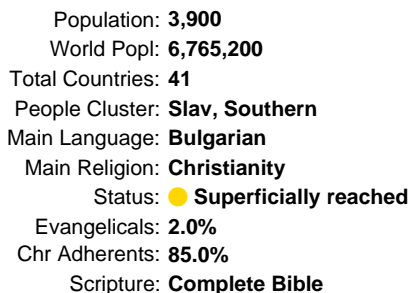 Population: 3,900
World Popl: 6,765,200
Total Countries: 41
People Cluster: Slav, Southern
Main Language: Bulgarian
Main Religion: Christianity
Status: Superficially reached
Evangelicals: 2.0%
Chr Adherents: 85.0%
Scripture: Complete Bible